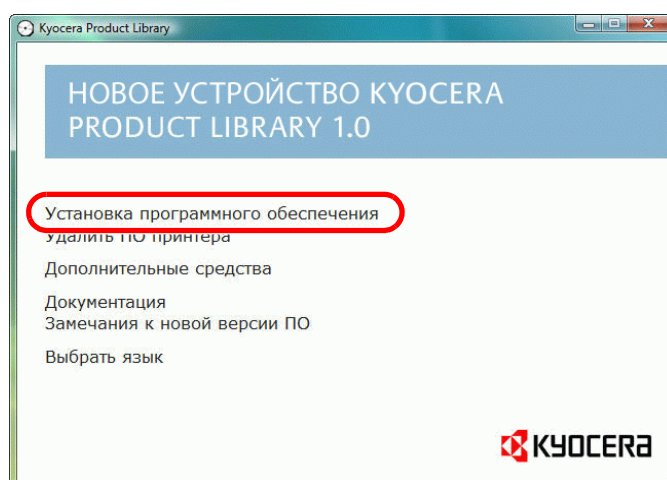 Kyocera Product Library
НОВОЕ УСТРОЙСТВО KYOCERA
PRODUCT LIBRARY 1.0
Установка программного обеспечения
Удалить ПО принтера
Дополнительные средства
Документация
Замечания к новой версии ПО
Выбрать язык
KYOCERA